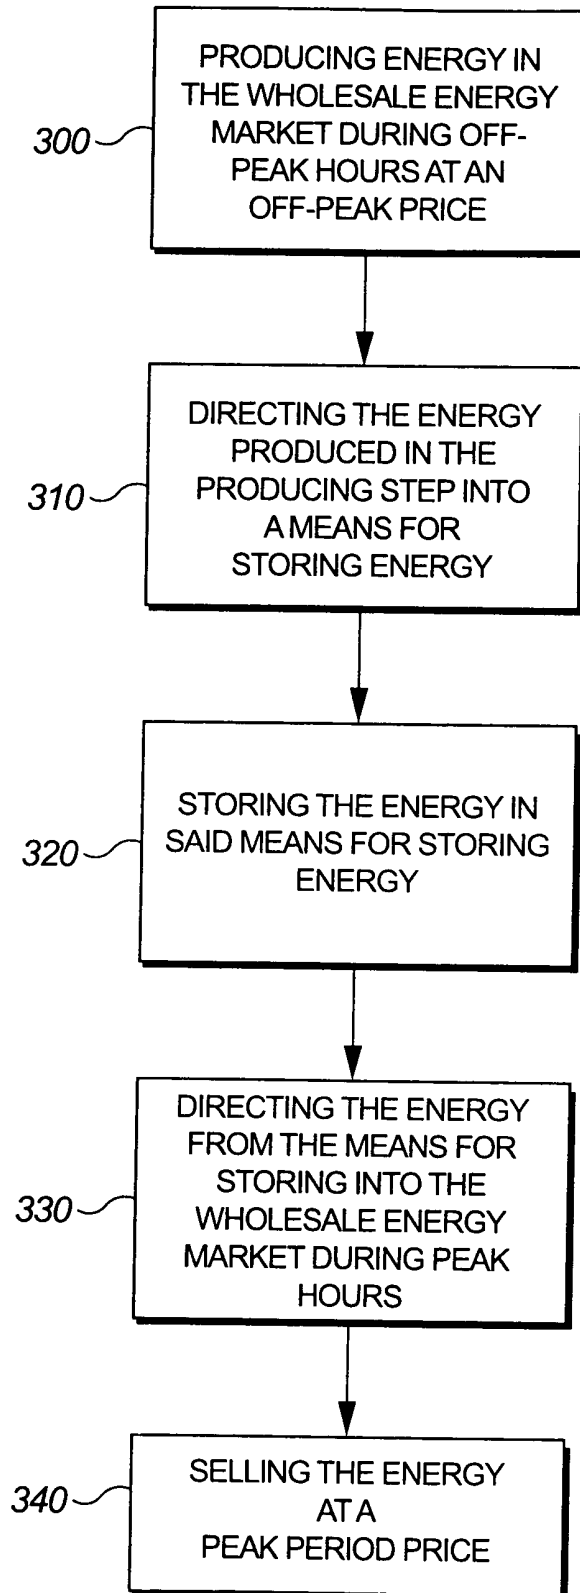 PRODUCING ENERGY IN
THE WHOLESALE ENERGY
MARKET DURING OFF-
PEAK HOURS AT AN
OFF-PEAK PRICE
300
DIRECTING THE ENERGY
PRODUCED IN THE
PRODUCING STEP INTO
A MEANS FOR
STORING ENERGY
310
STORING THE ENERGY IN
SAID MEANS FOR STORING
ENERGY
320
DIRECTING THE ENERGY
FROM THE MEANS FOR
STORING INTO THE
WHOLESALE ENERGY
MARKET DURING PEAK
HOURS
330
SELLING THE ENERGY
AT A
PEAK PERIOD PRICE
340